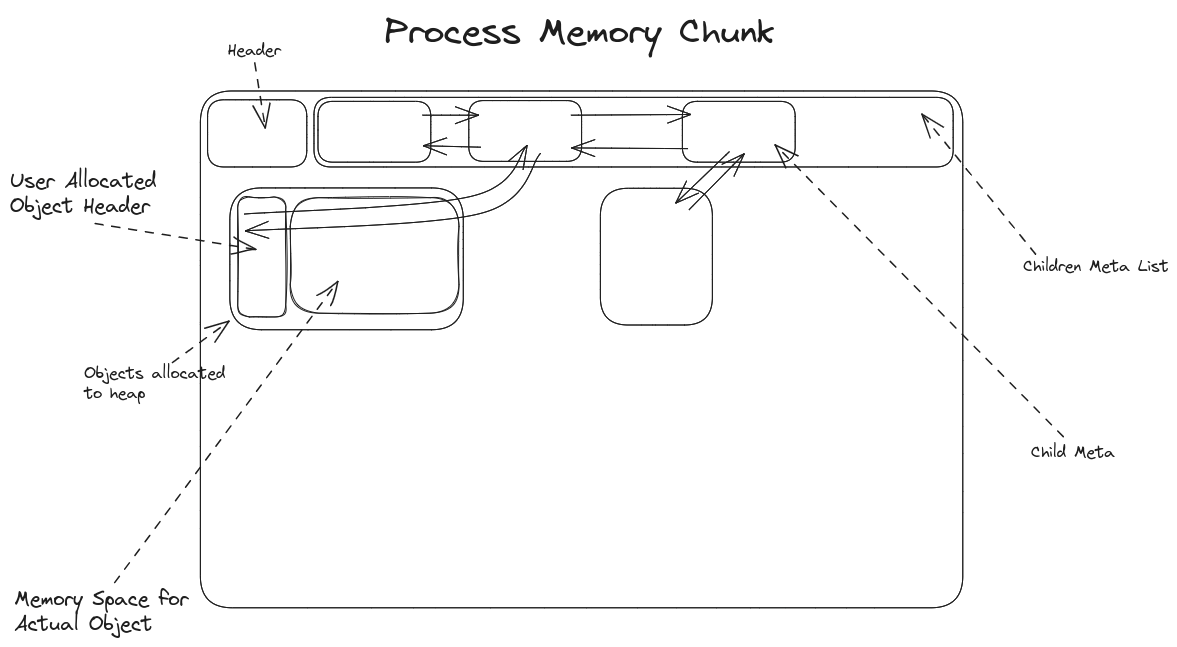 Process Memory Chunk
Header
User Allocated
Object Header
Children Meta List
Objects allocated
to heap
Child Meta
Memory Space for
Actual Object